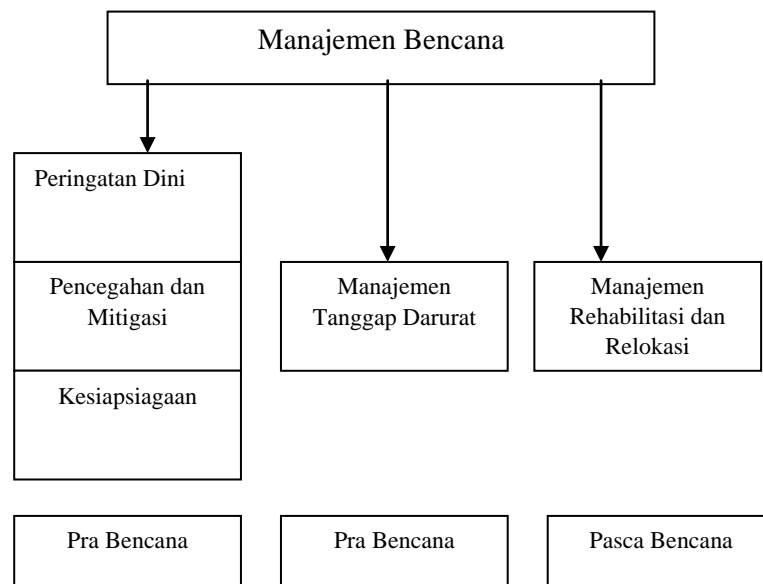 Manajemen Bencana
Peringatan Dini
Pencegahan dan
Mitigasi
Kesiapsiagaan
Manajemen
Tanggap Darurat
Manajemen
Rehabilitasi dan
Relokasi
Pra Bencana
Pra Bencana
Pasca Bencana